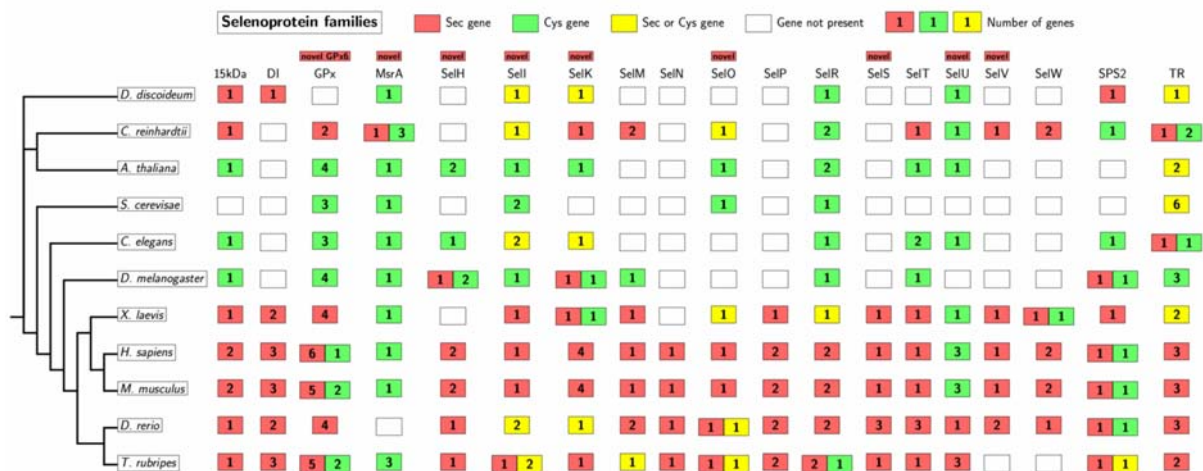 Selenoprotein families Sec gene Cys gene Sec or Cys gene Gene not present 1 1 1 Number of genes
novel GPx6 novel novel novel novel novel novel novel novel
15kDa DI GPx MsrA SelH SelI SelK SelM SelN SelO SelP SelR SelS SelT SelU SelV SelW SPS2 TR
D. discoideum 1 1 1 1 1 1 1 1 1
C. reinhardtii 1 2 1 3 1 1 2 1 2 1 1 1 2 1 1 2
A. thaliana 1 4 1 2 1 1 1 2 1 1 2
S. cerevisae 3 1 2 1 1 6
C. elegans 1 3 1 1 2 1 1 2 1 1 1 1
D. melanogaster 1 4 1 1 2 1 1 1 1 1 1 1 1 3
X. laevis 1 2 4 1 1 1 1 1 1 1 1 1 1 1 1 1 1 1 2
H. sapiens 2 3 6 1 1 2 1 4 1 1 1 2 2 1 1 3 1 2 1 1 3
M. musculus 2 3 5 2 1 2 1 4 1 1 1 2 2 1 1 3 1 2 1 1 3
D. rerio 1 2 4 1 2 1 2 1 1 1 2 2 3 3 1 2 1 1 1 3
T. rubripes 1 3 5 2 3 1 1 2 1 1 1 1 1 2 2 1 1 1 3 1 1 2